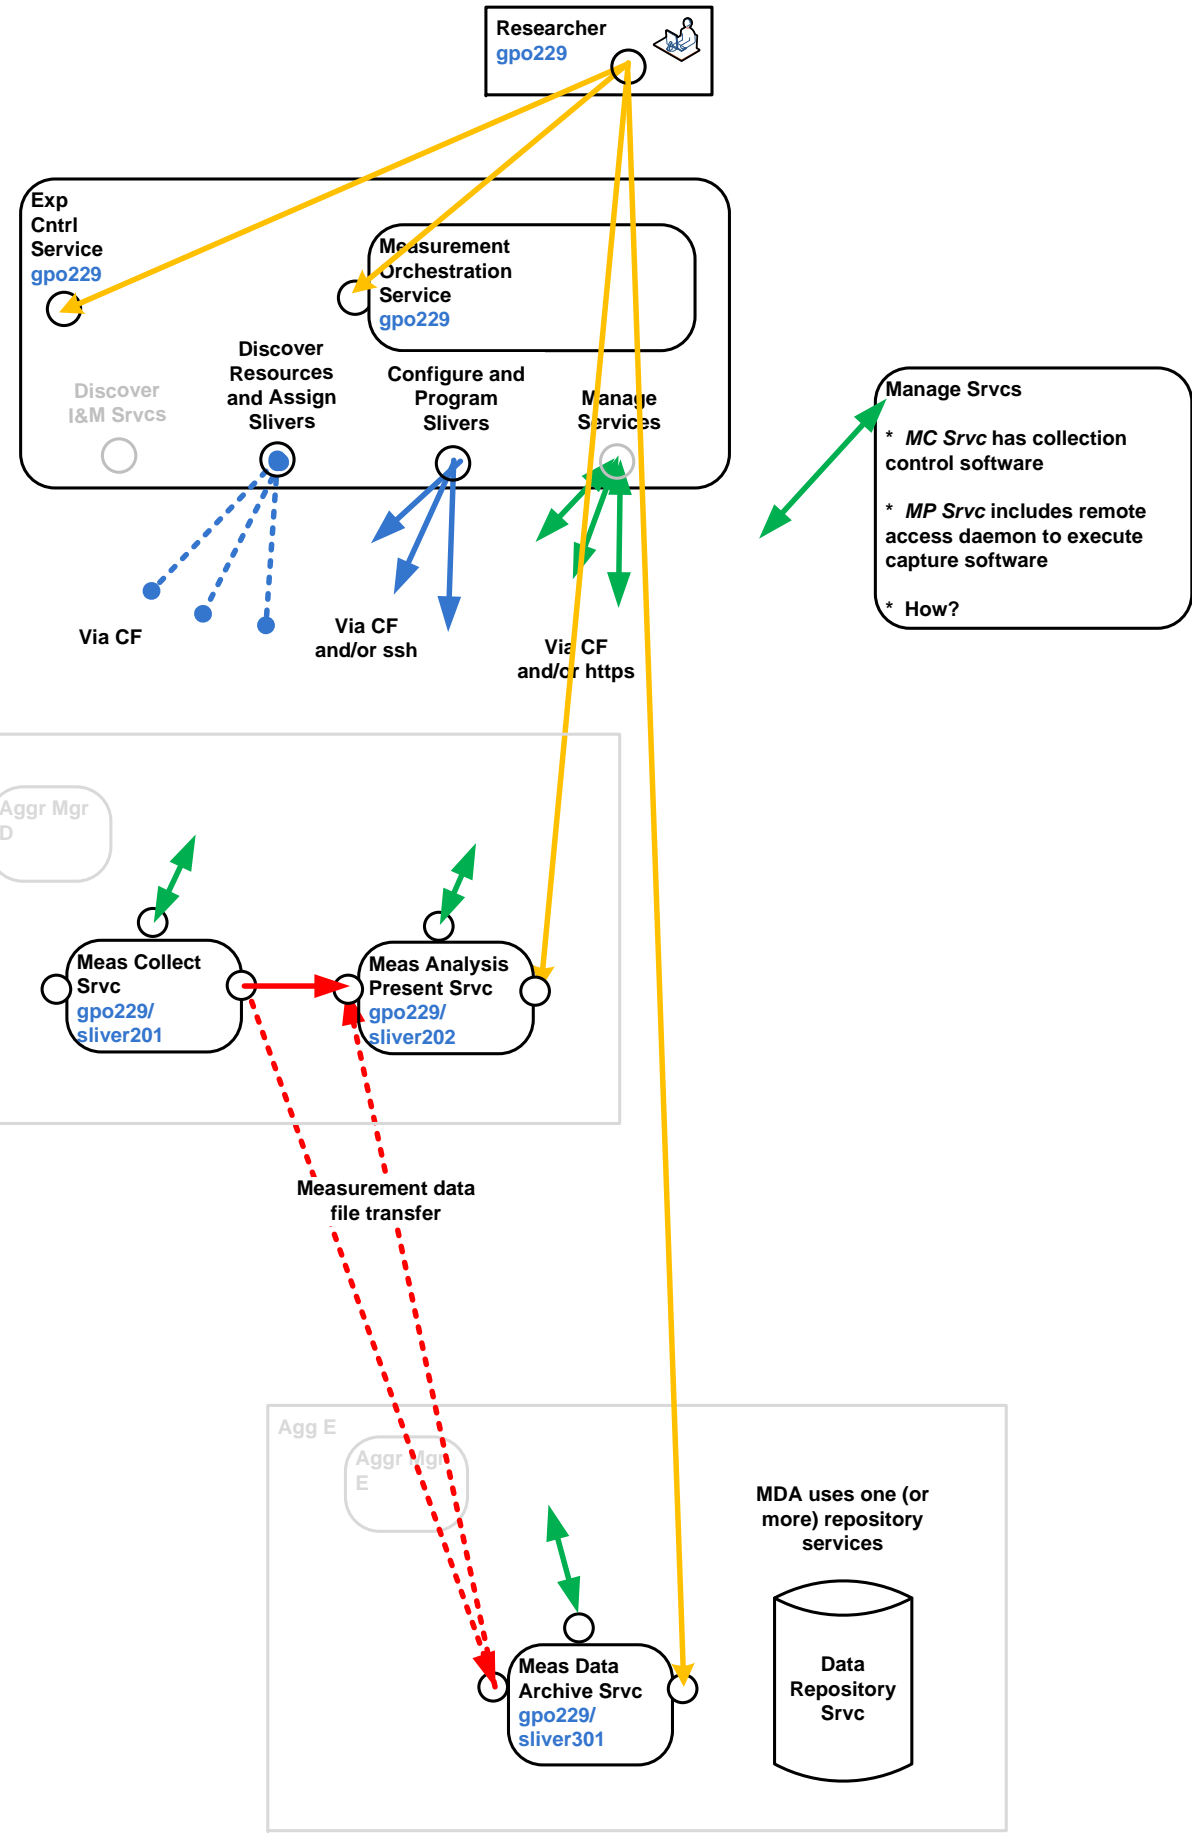 Researcher
gpo229
Exp
Cntrl
Service
gpo229
Measurement
Orchestration
Service
gpo229
Discover
I&M Srvcs
Discover
Resources
and Assign
Slivers
Configure and
Program
Slivers
Manage
Services
Manage Srvcs
* MC Srvc has collection
control software
* MP Srvc includes remote
access daemon to execute
capture software
* How?
Via CF
Via CF
and/or ssh
Via CF
and/or https
Aggr Mgr
D
Meas Collect
Srvc
gpo229/
sliver201
Meas Analysis
Present Srvc
gpo229/
sliver202
Measurement data
file transfer
Agg E
Aggr Mgr
E
MDA uses one (or
more) repository
services
Meas Data
Archive Srvc
gpo229/
sliver301
Data
Repository
Srvc